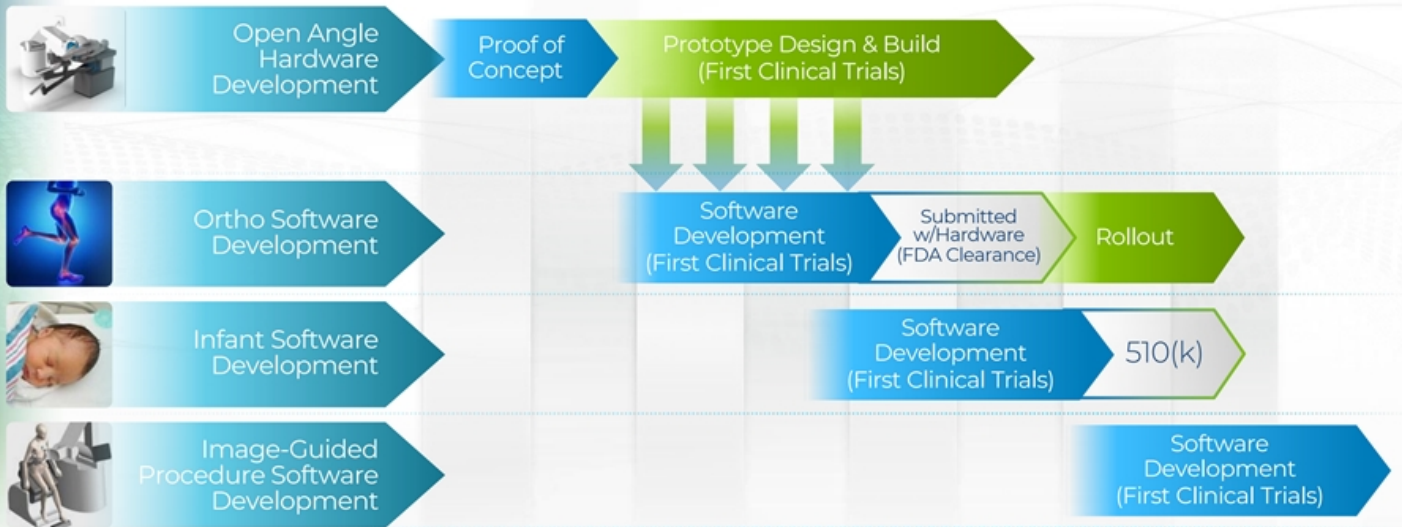 Open Angle
Hardware
Development
Proof of
Concept
Prototype Design & Build
(First Clinical Trials)
Ortho Software
Development
Software
Development
(First Clinical Trials)
Submitted
w/Hardware
(FDA Clearance)
Rollout
Infant Software
Development
Software
Development
(First Clinical Trials)
510(k)
Image-Guided
Procedure Software
Development
Software
Development
(First Clinical Trials)